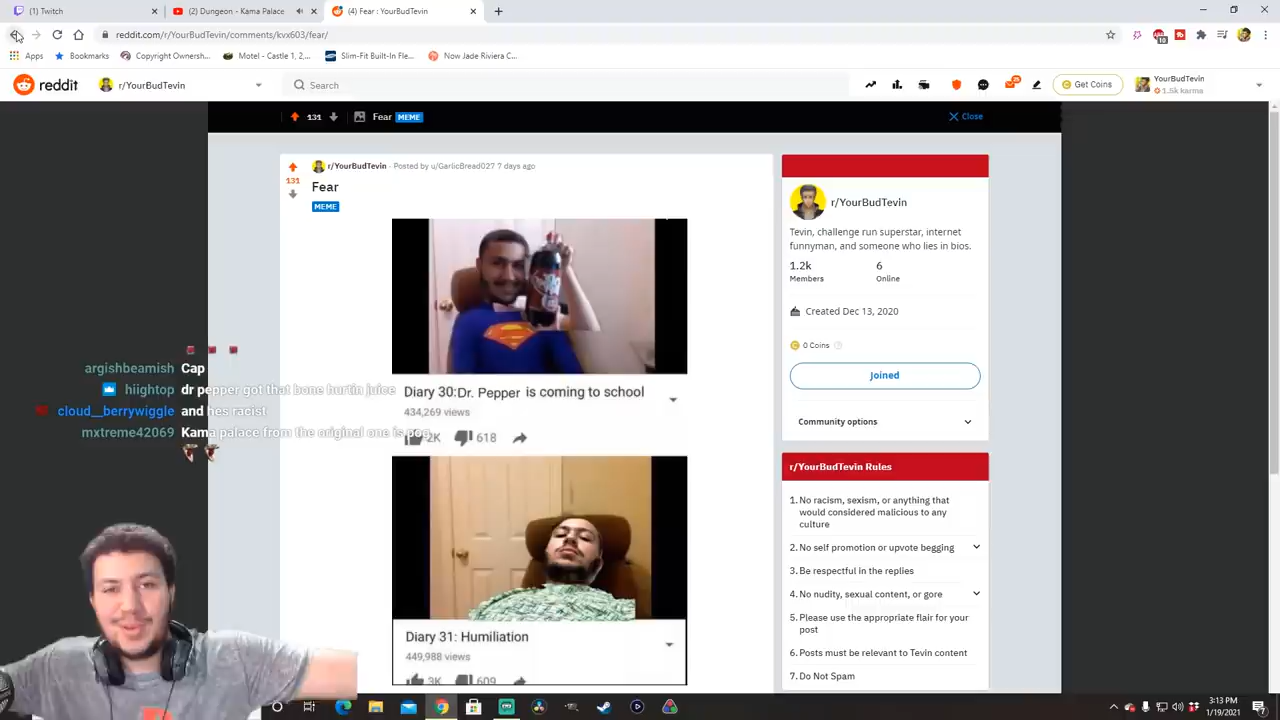 (1) Twitch
(2) Dungeon - Kama Palace
(4) Fear : YourBudTevin
reddit.com/r/YourBudTevin/comments/kvx603/fear/
Apps
Bookmarks
Copyright Ownersh...
Motel - Castle 1, 2,...
Slim-Fit Built-In Fle...
Now Jade Riviera C...
reddit
r/YourBudTevin
Search
Get Coins
YourBudTevin
1.5k karma
131
Fear
MEME
Close
r/YourBudTevin · Posted by u/GarlicBread027 7 days ago
131
Fear
MEME
Diary 30:Dr. Pepper is coming to school
434,269 views
2K
618
Diary 31: Humiliation
449,988 views
3K
609
r/YourBudTevin
Tevin, challenge run superstar, internet
funnyman, and someone who lies in bios.
1.2k
Members
6
Online
Created Dec 13, 2020
0 Coins
Joined
Community options
r/YourBudTevin Rules
1. No racism, sexism, or anything that
would considered malicious to any
culture
2. No self promotion or upvote begging
3. Be respectful in the replies
4. No nudity, sexual content, or gore
5. Please use the appropriate flair for your
post
6. Posts must be relevant to Tevin content
7. Do Not Spam
argishbeamish Cap
hiightop dr pepper got that bone hurtin juice
cloud__berrywiggle and hes racist
mxtreme42069 Kama palace from the original one is pog
3:13 PM
1/19/2021